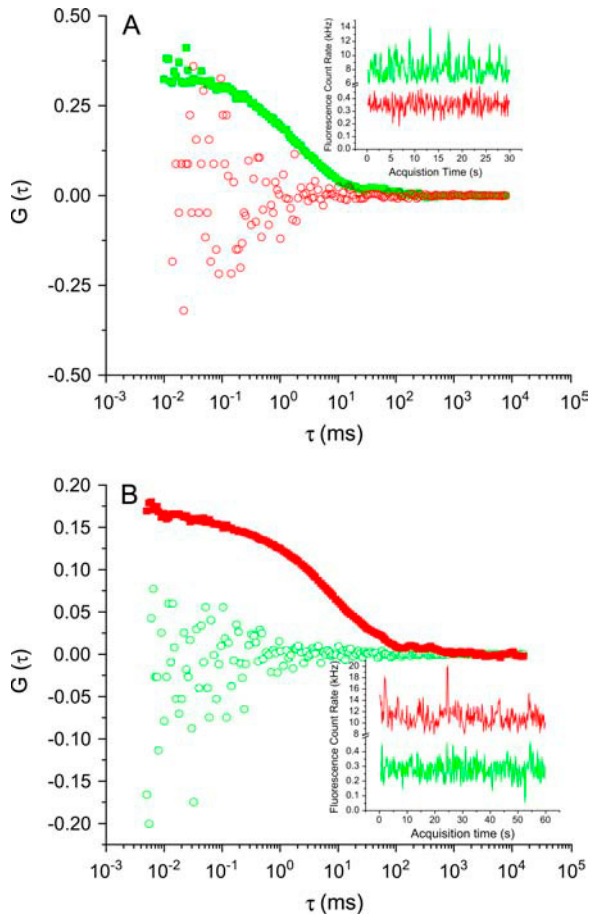 A
0.50
0.25
0.00
-0.25
-0.50
G (τ)
10-3 10-2 10-1 100 101 102 103 104 105
τ (ms)
Fluorescence Count Rate (kHz)
14
12
10
8
6
0.4
0.3
0.2
0.1
0.0
0 5 10 15 20 25 30
Acquistion Time (s)
B
0.20
0.15
0.10
0.05
0.00
-0.05
-0.10
-0.15
-0.20
G (τ)
10-3 10-2 10-1 100 101 102 103 104 105
τ (ms)
Fluorescence Count Rate (kHz)
20
18
16
14
12
10
8
0.4
0.3
0.2
0.1
0.0
0 10 20 30 40 50 60
Acquisition time (s)